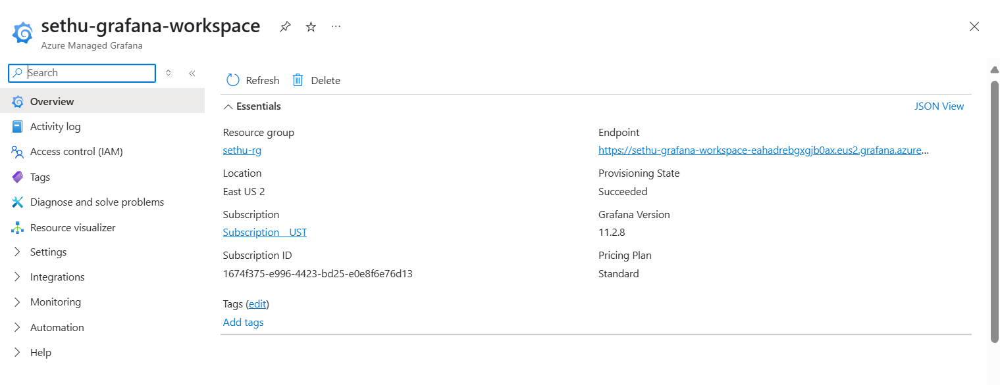 sethu-grafana-workspace
Azure Managed Grafana
Search
Overview
Activity log
Access control (IAM)
Tags
Diagnose and solve problems
Resource visualizer
Settings
Integrations
Monitoring
Automation
Help
Refresh
Delete
Essentials
JSON View
Resource group
sethu-rg
Location
East US 2
Subscription
Subscription__UST
Subscription ID
1674f375-e996-4423-bd25-e0e8f6e76d13
Endpoint
https://sethu-grafana-workspace-eahadrebgxgjb0ax.eus2.grafana.azure...
Provisioning State
Succeeded
Grafana Version
11.2.8
Pricing Plan
Standard
Tags (edit)
Add tags